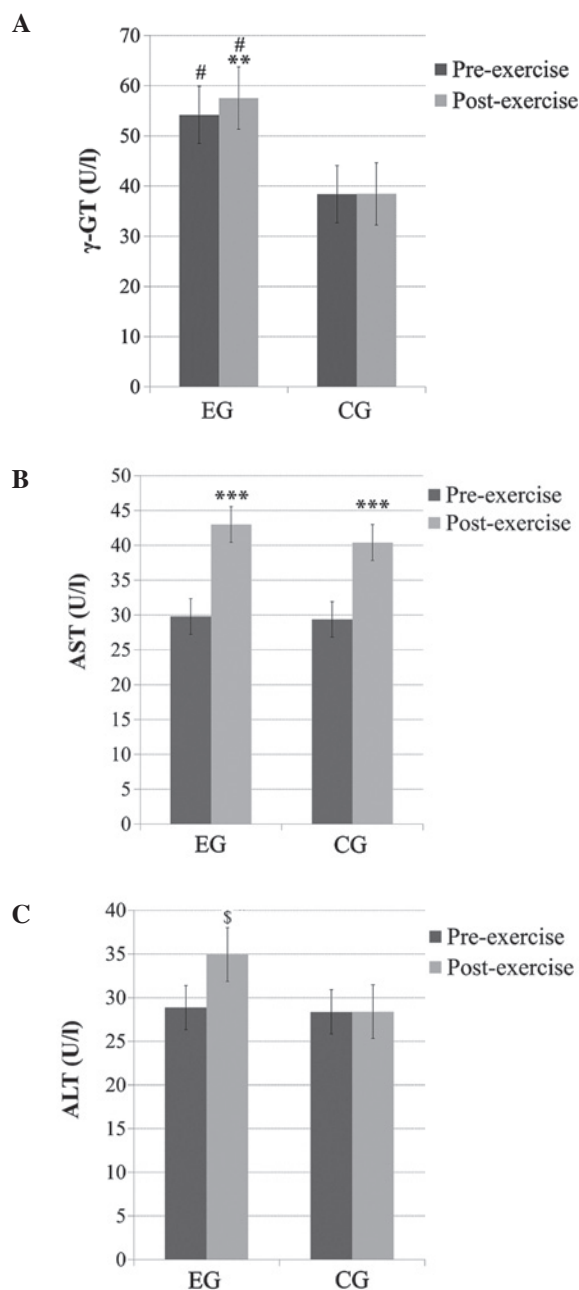 A
70
60
50
40
30
20
10
0
γ-GT (U/l)
#
#
**
Pre-exercise
Post-exercise
EG
CG
B
50
45
40
35
30
25
20
15
10
5
0
AST (U/l)
***
***
Pre-exercise
Post-exercise
EG
CG
C
40
35
30
25
20
15
10
5
0
ALT (U/l)
$
Pre-exercise
Post-exercise
EG
CG